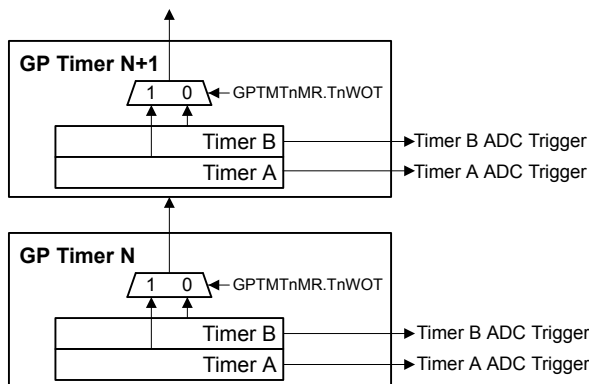 GP Timer N+1
1 0
GPTMTnMR.TnWOT
Timer B
Timer B ADC Trigger
Timer A
Timer A ADC Trigger
GP Timer N
1 0
GPTMTnMR.TnWOT
Timer B
Timer B ADC Trigger
Timer A
Timer A ADC Trigger